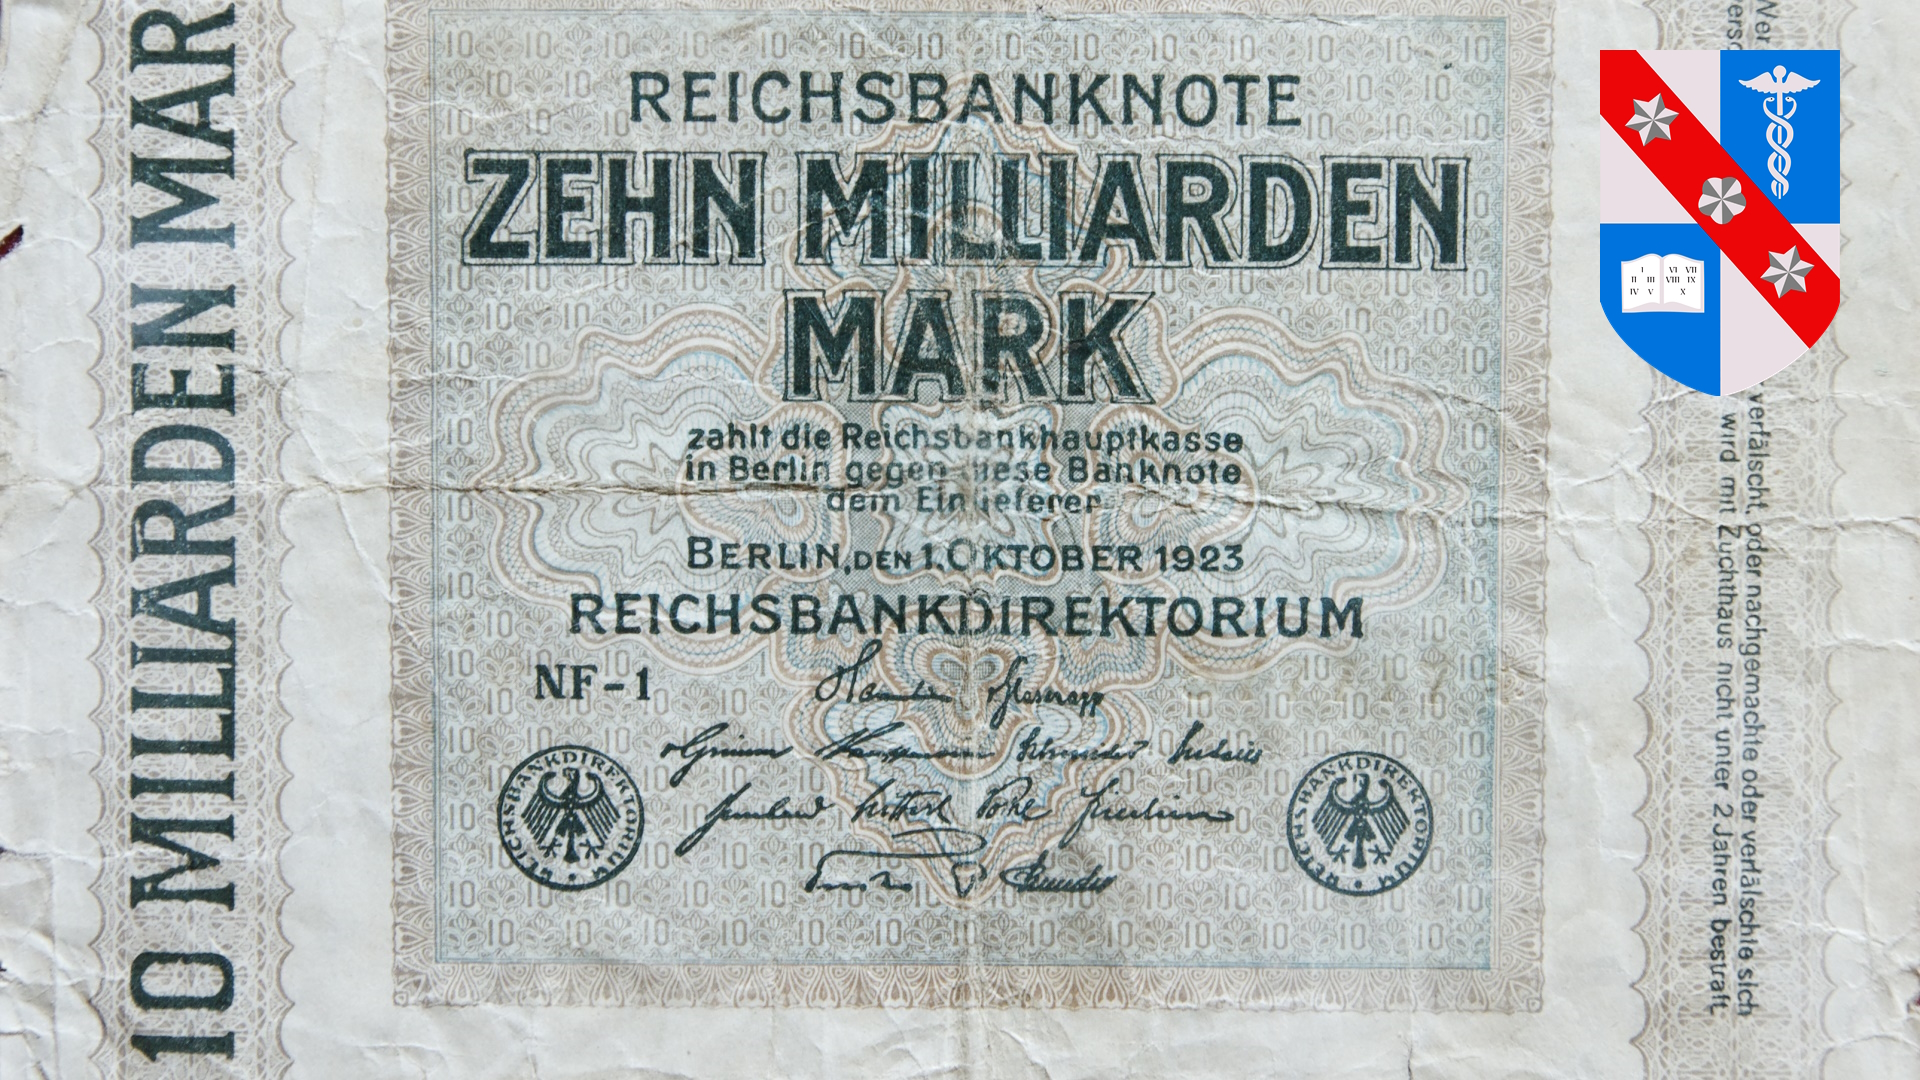 10 MILLIARDEN MAR
REICHSBANKNOTE
ZEHN MILLIARDEN
MARK
zahlt die Reichsbankhauptkasse
in Berlin gegen diese Banknote
dem Einlieferer
BERLIN, DEN 1. OKTOBER 1923
REICHSBANKDIREKTORIUM
NF-1
REICHSBANKDIREKTORIUM
REICHSBANKDIREKTORIUM
Wer
verfälscht, oder nachgemachte oder verfälschte sich
wird mit Zuchthaus nicht unter 2 Jahren bestraft
I VI VII
II III VIII IX
IV V X